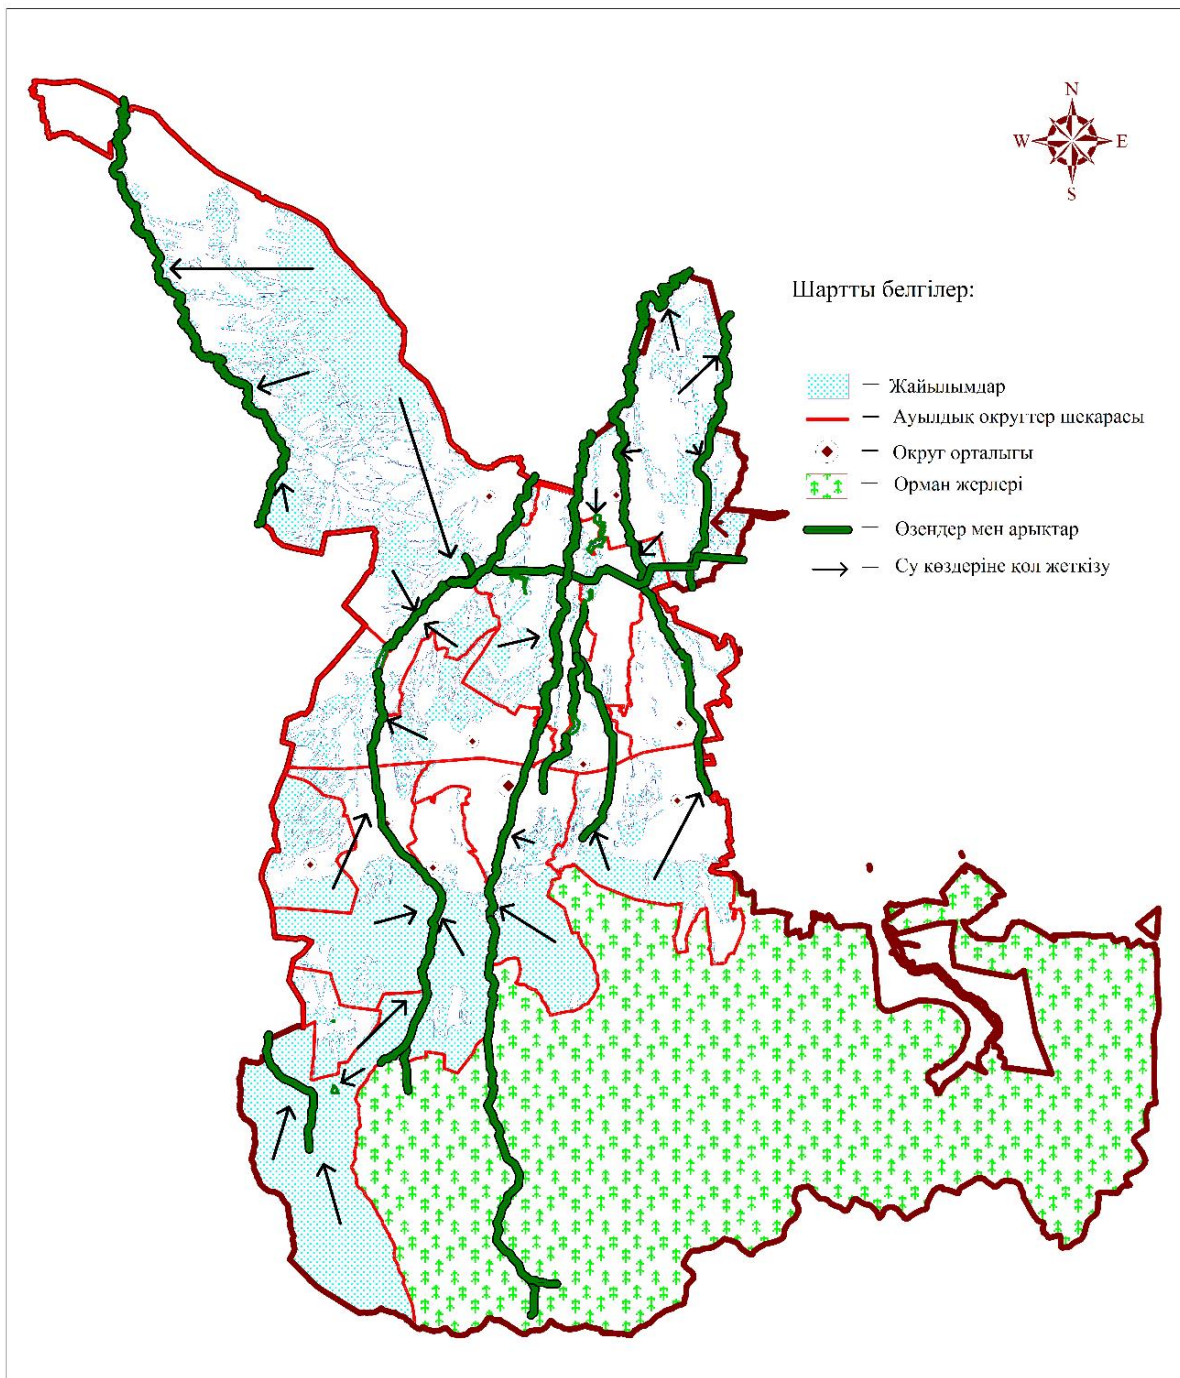 N
W E
S
Шартты белгілер:
— Жайылымдар
— Ауылдық округтер шекарасы
— Округ орталығы
— Орман жерлері
— Өзендер мен арықтар
— Су көздеріне қол жеткізу